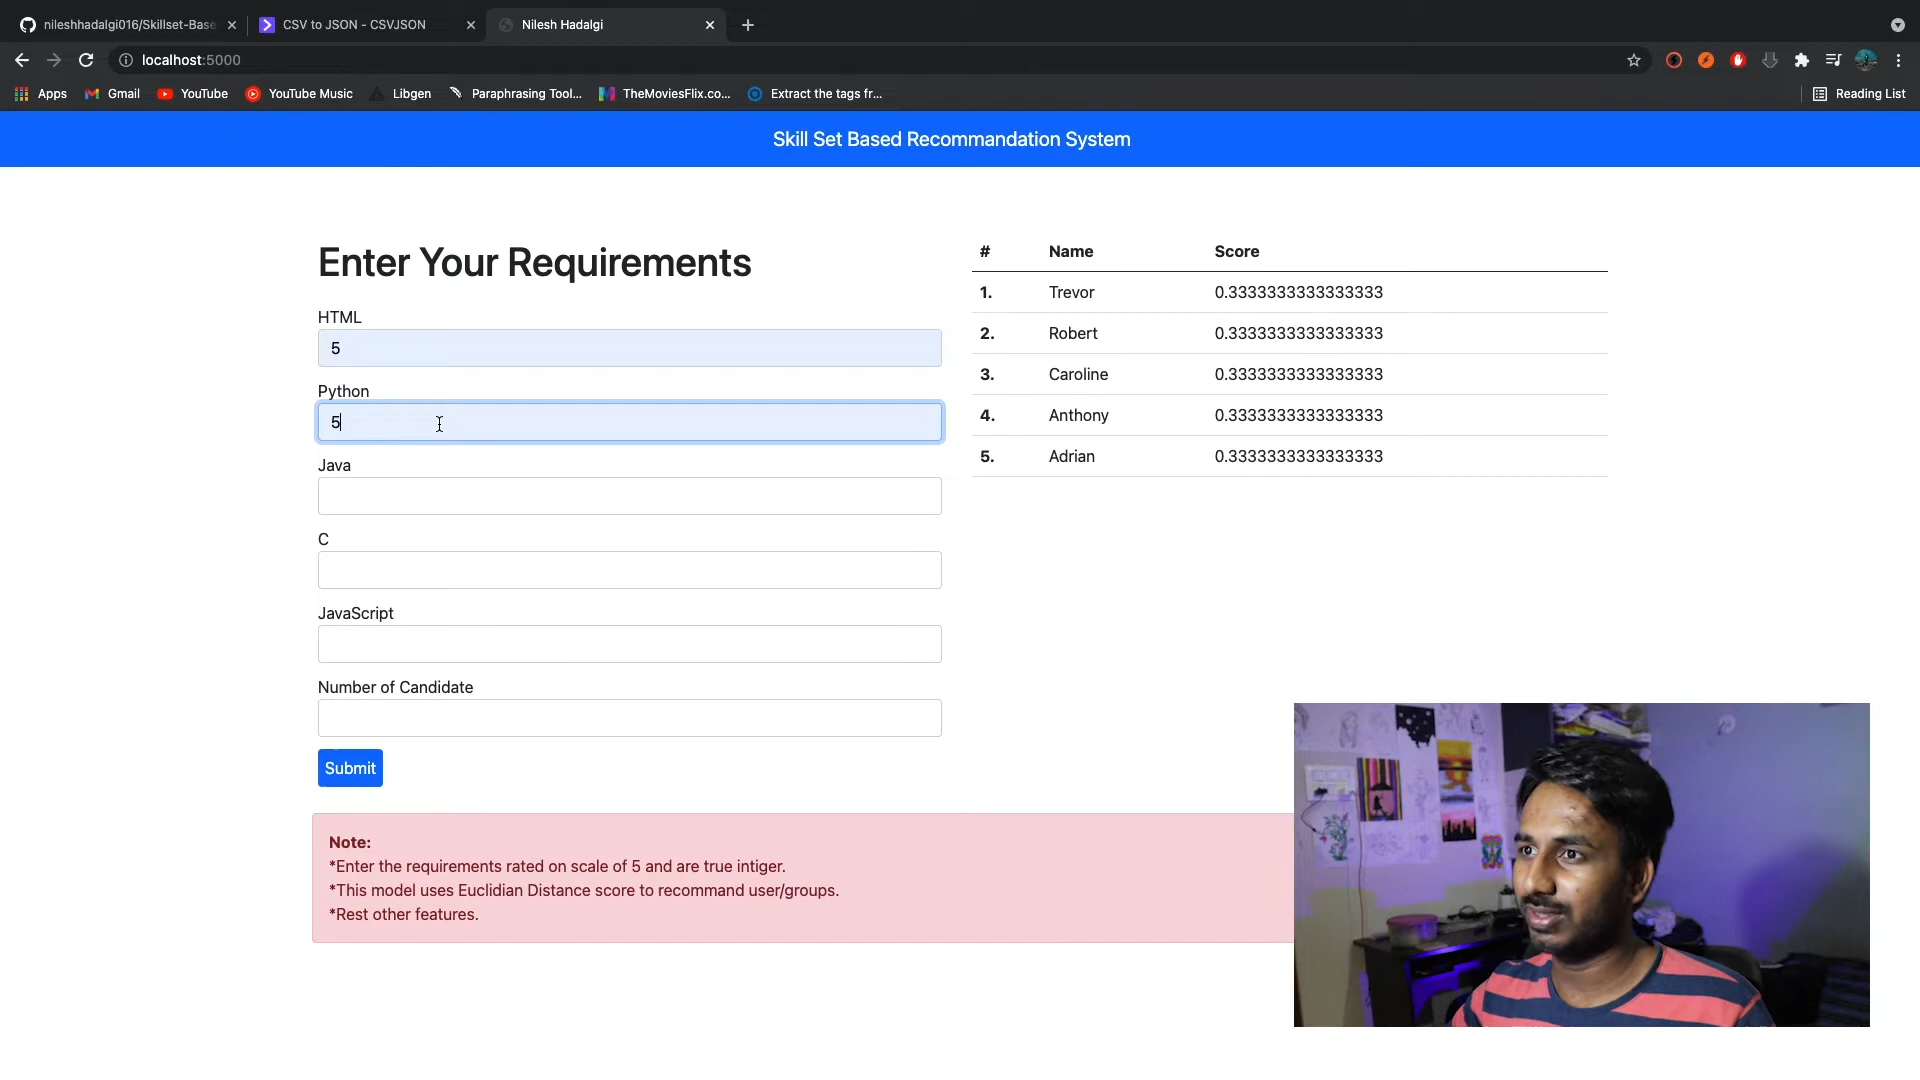 nileshhadalgi016/Skillset-Base
CSV to JSON - CSVJSON
Nilesh Hadalgi
localhost:5000
Apps
Gmail
YouTube
YouTube Music
Libgen
Paraphrasing Tool...
TheMoviesFlix.co...
Extract the tags fr...
Reading List
Skill Set Based Recommandation System
Enter Your Requirements
HTML
5
Python
5
Java
C
JavaScript
Number of Candidate
Submit
# Name Score
1. Trevor 0.3333333333333333
2. Robert 0.3333333333333333
3. Caroline 0.3333333333333333
4. Anthony 0.3333333333333333
5. Adrian 0.3333333333333333
Note:
*Enter the requirements rated on scale of 5 and are true intiger.
*This model uses Euclidian Distance score to recommand user/groups.
*Rest other features.